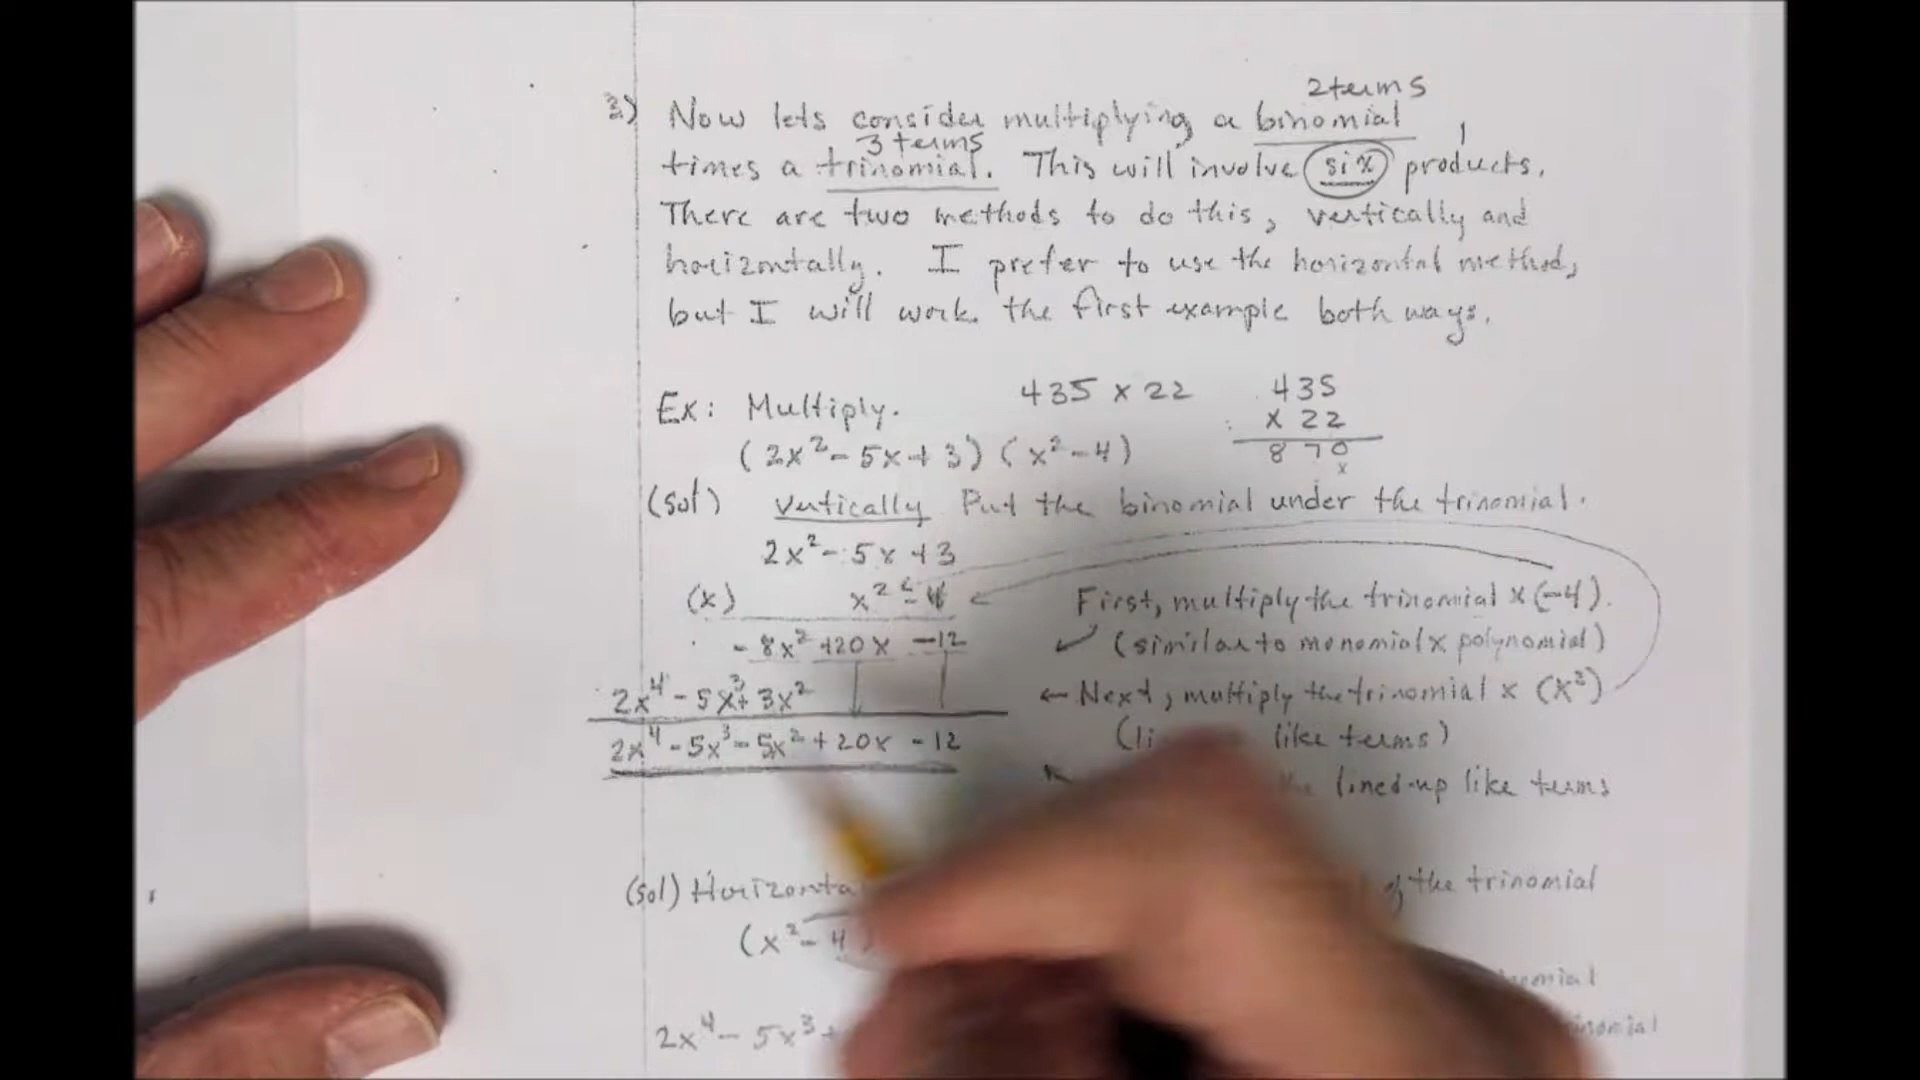 2 terms
3) Now lets consider multiplying a binomial
3 terms
times a trinomial. This will involve six products.
There are two methods to do this, vertically and
horizontally. I prefer to use the horizontal method,
but I will work the first example both ways.
Ex: Multiply. 435 x 22
435
x 22
870
x
(2x² - 5x + 3) (x² - 4)
(sol) vertically Put the binomial under the trinomial.
2x² - 5x + 3
(x) x² - 4 First, multiply the trinomial x (-4).
- 8x² + 20x - 12 (similar to monomial x polynomial)
2x⁴ - 5x³ + 3x² ← Next, multiply the trinomial x (x²)
2x⁴ - 5x³ - 5x² + 20x - 12 like terms)
lined-up like terms
(sol) of the trinomial
(x² - 4)
2x⁴ - 5x³ +